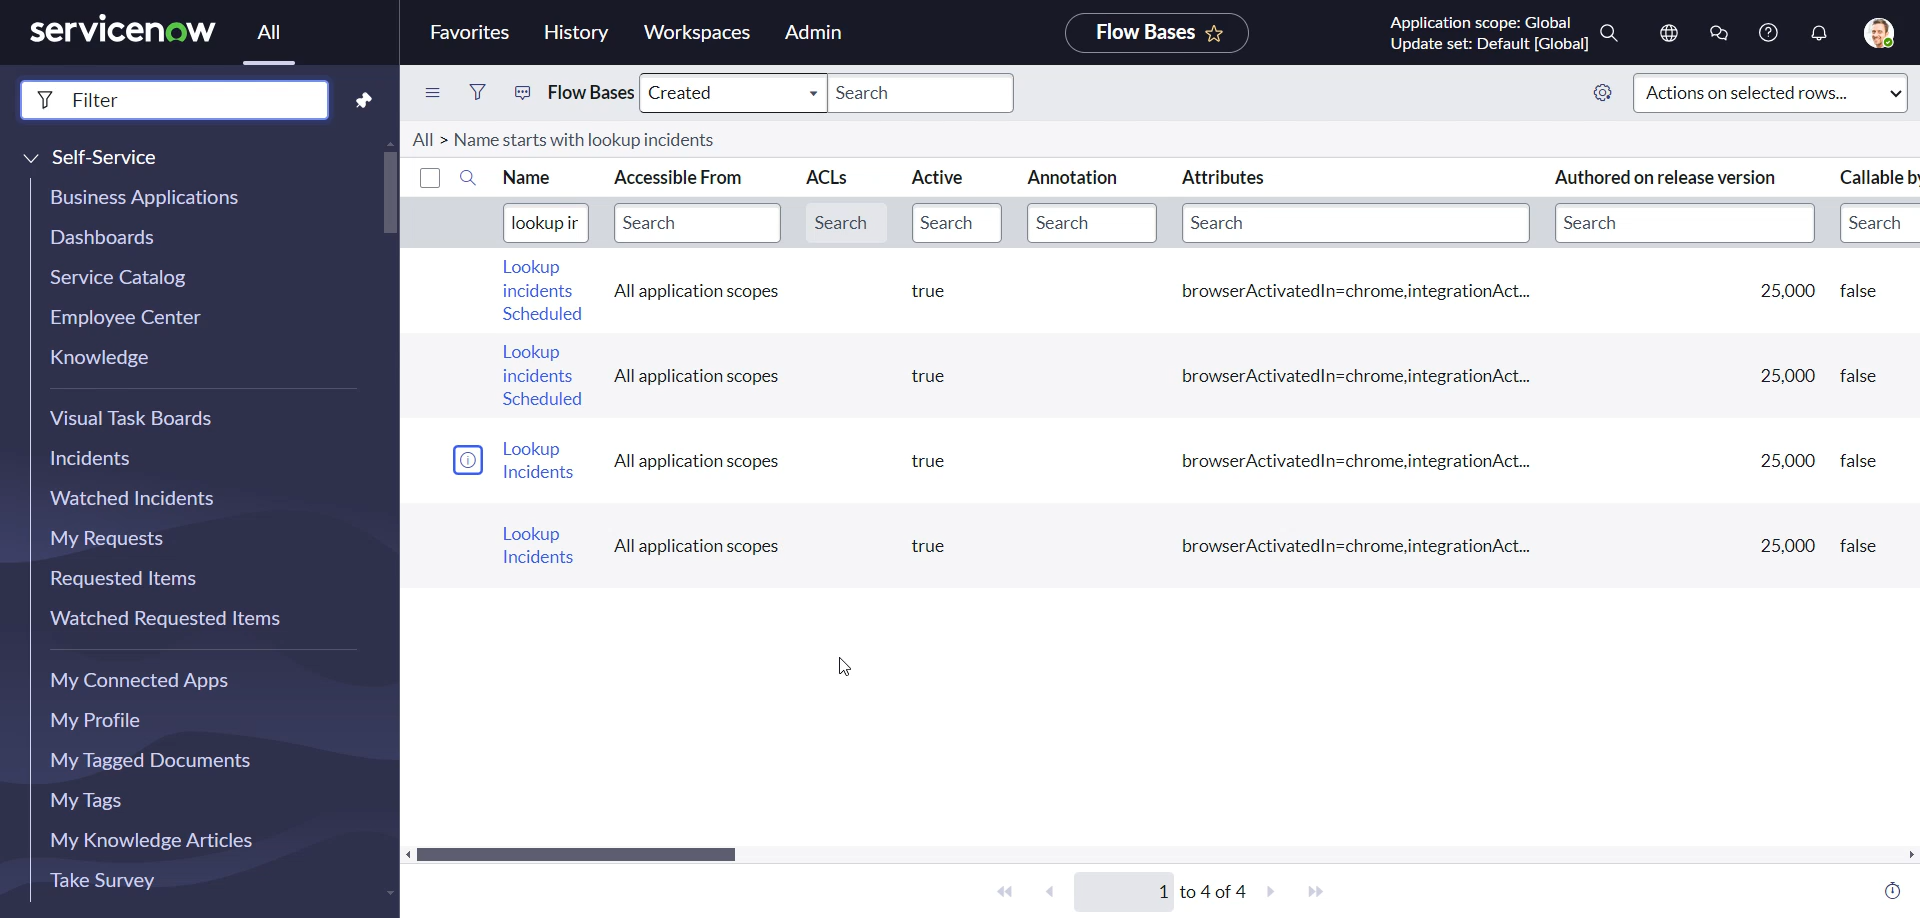 servicenow
All
Favorites
History
Workspaces
Admin
Flow Bases
Application scope: Global
Update set: Default [Global]
Filter
Self-Service
Business Applications
Dashboards
Service Catalog
Employee Center
Knowledge
Visual Task Boards
Incidents
Watched Incidents
My Requests
Requested Items
Watched Requested Items
My Connected Apps
My Profile
My Tagged Documents
My Tags
My Knowledge Articles
Take Survey
Flow Bases
Created
Search
Actions on selected rows...
All > Name starts with lookup incidents
Name Accessible From ACLs Active Annotation Attributes Authored on release version Callable by
lookup ir Search Search Search Search Search Search Search
Lookup
incidents
Scheduled
All application scopes true browserActivatedIn=chrome,integrationAct... 25,000 false
Lookup
incidents
Scheduled
All application scopes true browserActivatedIn=chrome,integrationAct... 25,000 false
Lookup
Incidents
All application scopes true browserActivatedIn=chrome,integrationAct... 25,000 false
Lookup
Incidents
All application scopes true browserActivatedIn=chrome,integrationAct... 25,000 false
1 to 4 of 4